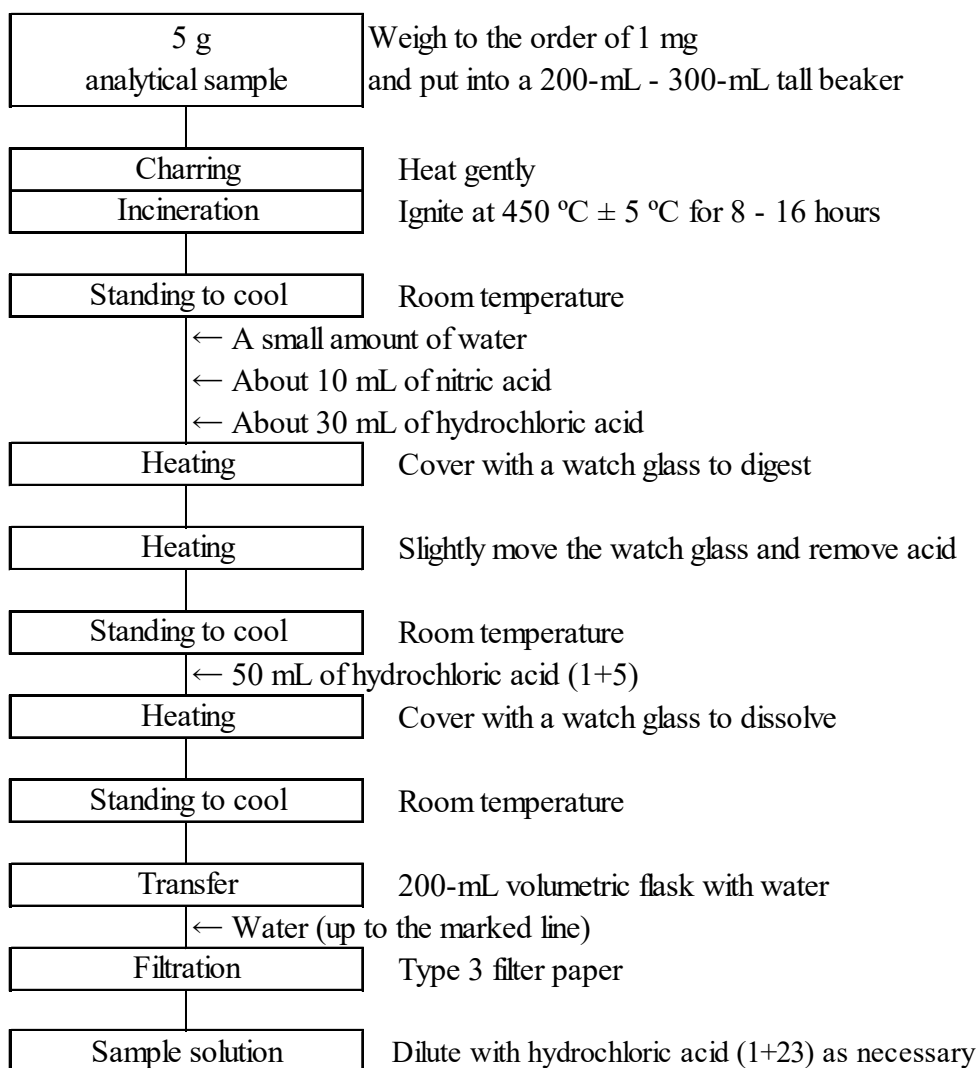 5 g
analytical sample
Weigh to the order of 1 mg
and put into a 200-mL - 300-mL tall beaker
Charring
Heat gently
Incineration
Ignite at 450 ºC ± 5 ºC for 8 - 16 hours
Standing to cool
Room temperature
← A small amount of water
← About 10 mL of nitric acid
← About 30 mL of hydrochloric acid
Heating
Cover with a watch glass to digest
Heating
Slightly move the watch glass and remove acid
Standing to cool
Room temperature
← 50 mL of hydrochloric acid (1+5)
Heating
Cover with a watch glass to dissolve
Standing to cool
Room temperature
Transfer
200-mL volumetric flask with water
← Water (up to the marked line)
Filtration
Type 3 filter paper
Sample solution
Dilute with hydrochloric acid (1+23) as necessary